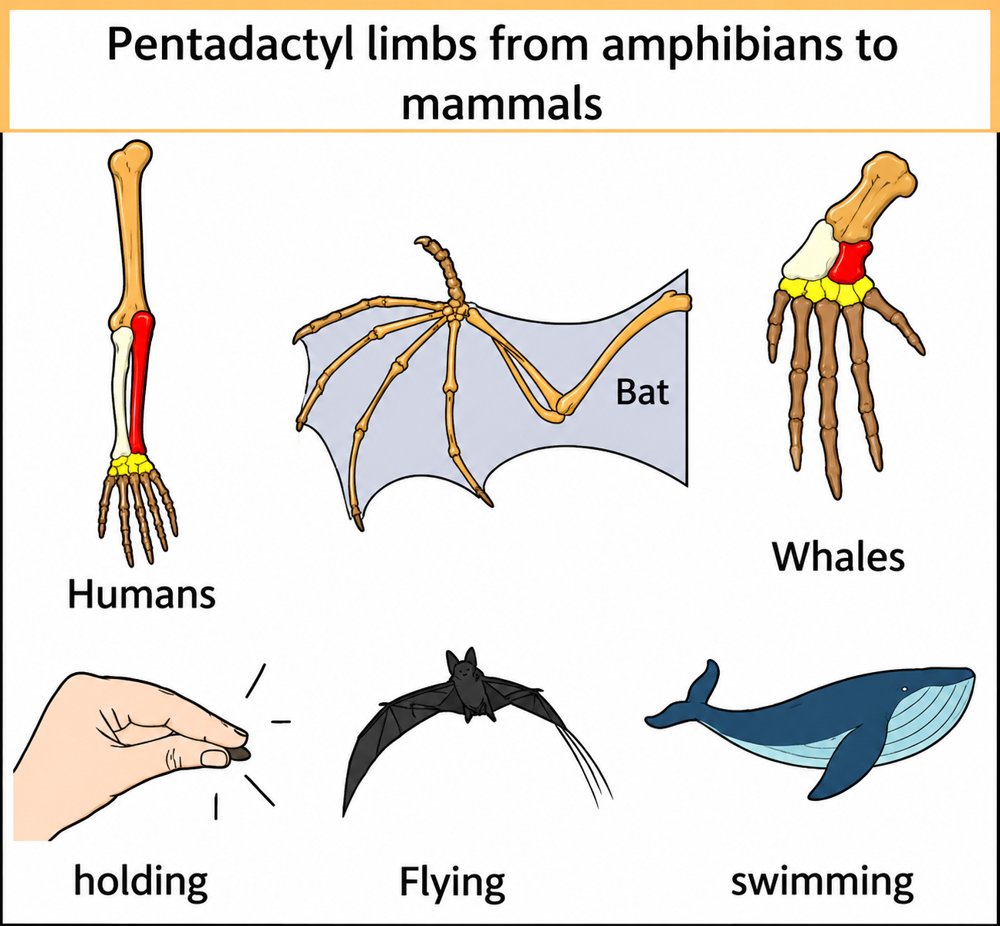 Pentadactyl limbs from amphibians to
mammals
Bat
Whales
Humans
holding
Flying
swimming